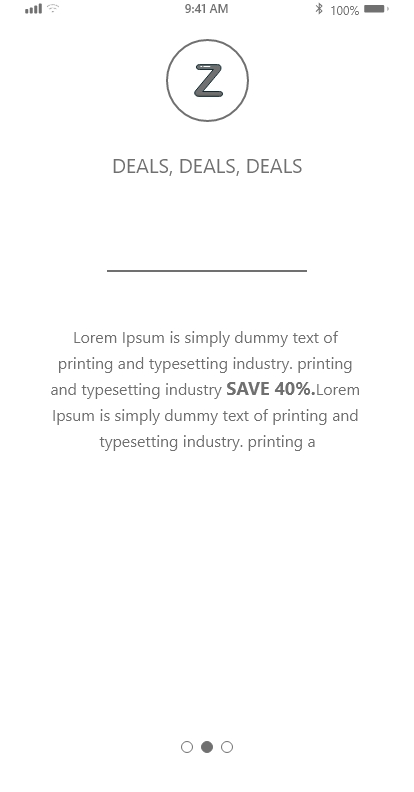 9:41 AM 100%
Z
DEALS, DEALS, DEALS
Lorem Ipsum is simply dummy text of
printing and typesetting industry. printing
and typesetting industry SAVE 40%.Lorem
Ipsum is simply dummy text of printing and
typesetting industry. printing a